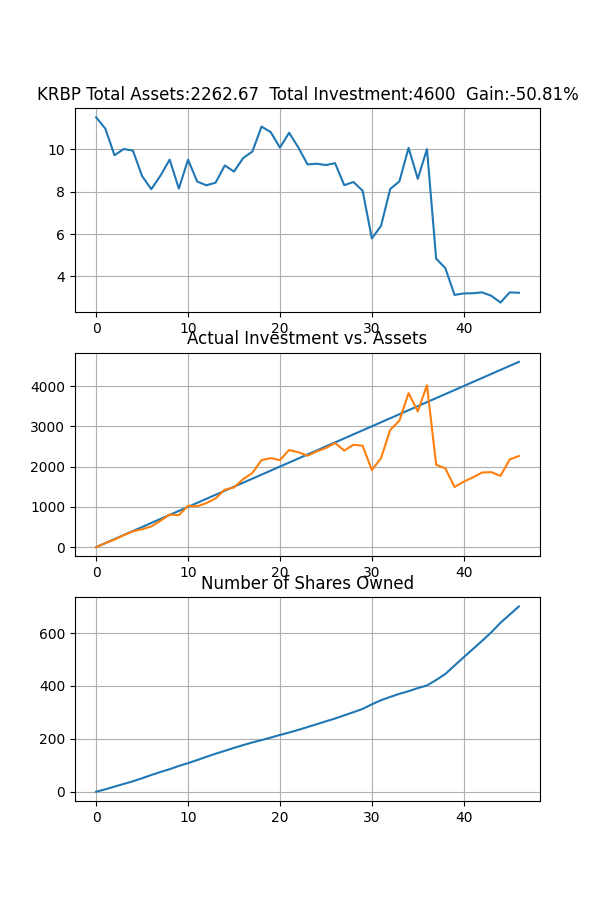 KRBP Total Assets:2262.67  Total Investment:4600  Gain:-50.81%
10
8
6
4
0 10 20 30 40
Actual Investment vs. Assets
4000
3000
2000
1000
0
0 10 20 30 40
Number of Shares Owned
600
400
200
0
0 10 20 30 40